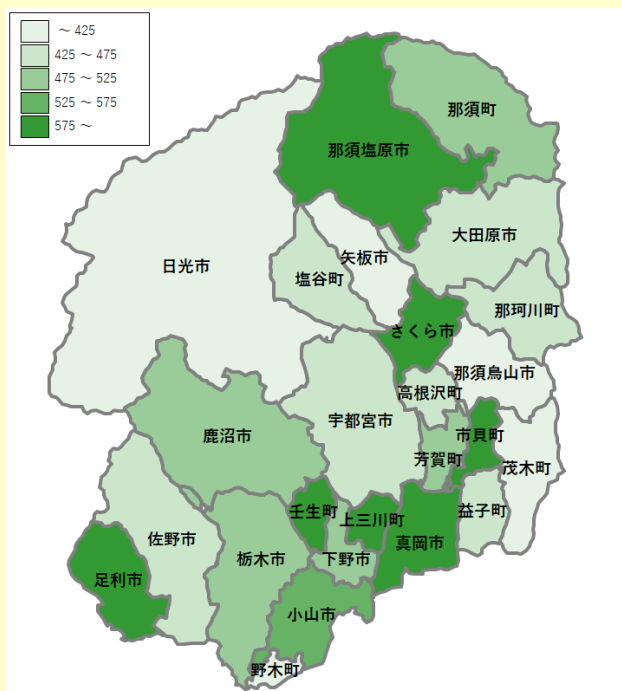 ～ 425
425 ～ 475
475 ～ 525
525 ～ 575
575 ～
那須町
那須塩原市
大田原市
矢板市
日光市
塩谷町
那珂川町
さくら市
那須烏山市
高根沢町
宇都宮市
鹿沼市
市貝町
芳賀町
茂木町
益子町
壬生町
上三川町
佐野市
真岡市
栃木市
下野市
足利市
小山市
野木町